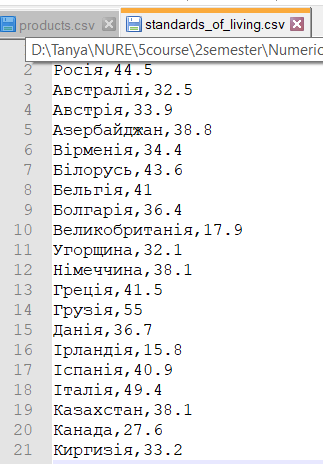 products.csv standards_of_living.csv
D:\Tanya\NURE\5course\2semester\Numeric
2 Росія,44.5
3 Австралія,32.5
4 Австрія,33.9
5 Азербайджан,38.8
6 Вірменія,34.4
7 Білорусь,43.6
8 Бельгія,41
9 Болгарія,36.4
10 Великобританія,17.9
11 Угорщина,32.1
12 Німеччина,38.1
13 Греція,41.5
14 Грузія,55
15 Данія,36.7
16 Ірландія,15.8
17 Іспанія,40.9
18 Італія,49.4
19 Казахстан,38.1
20 Канада,27.6
21 Киргизія,33.2